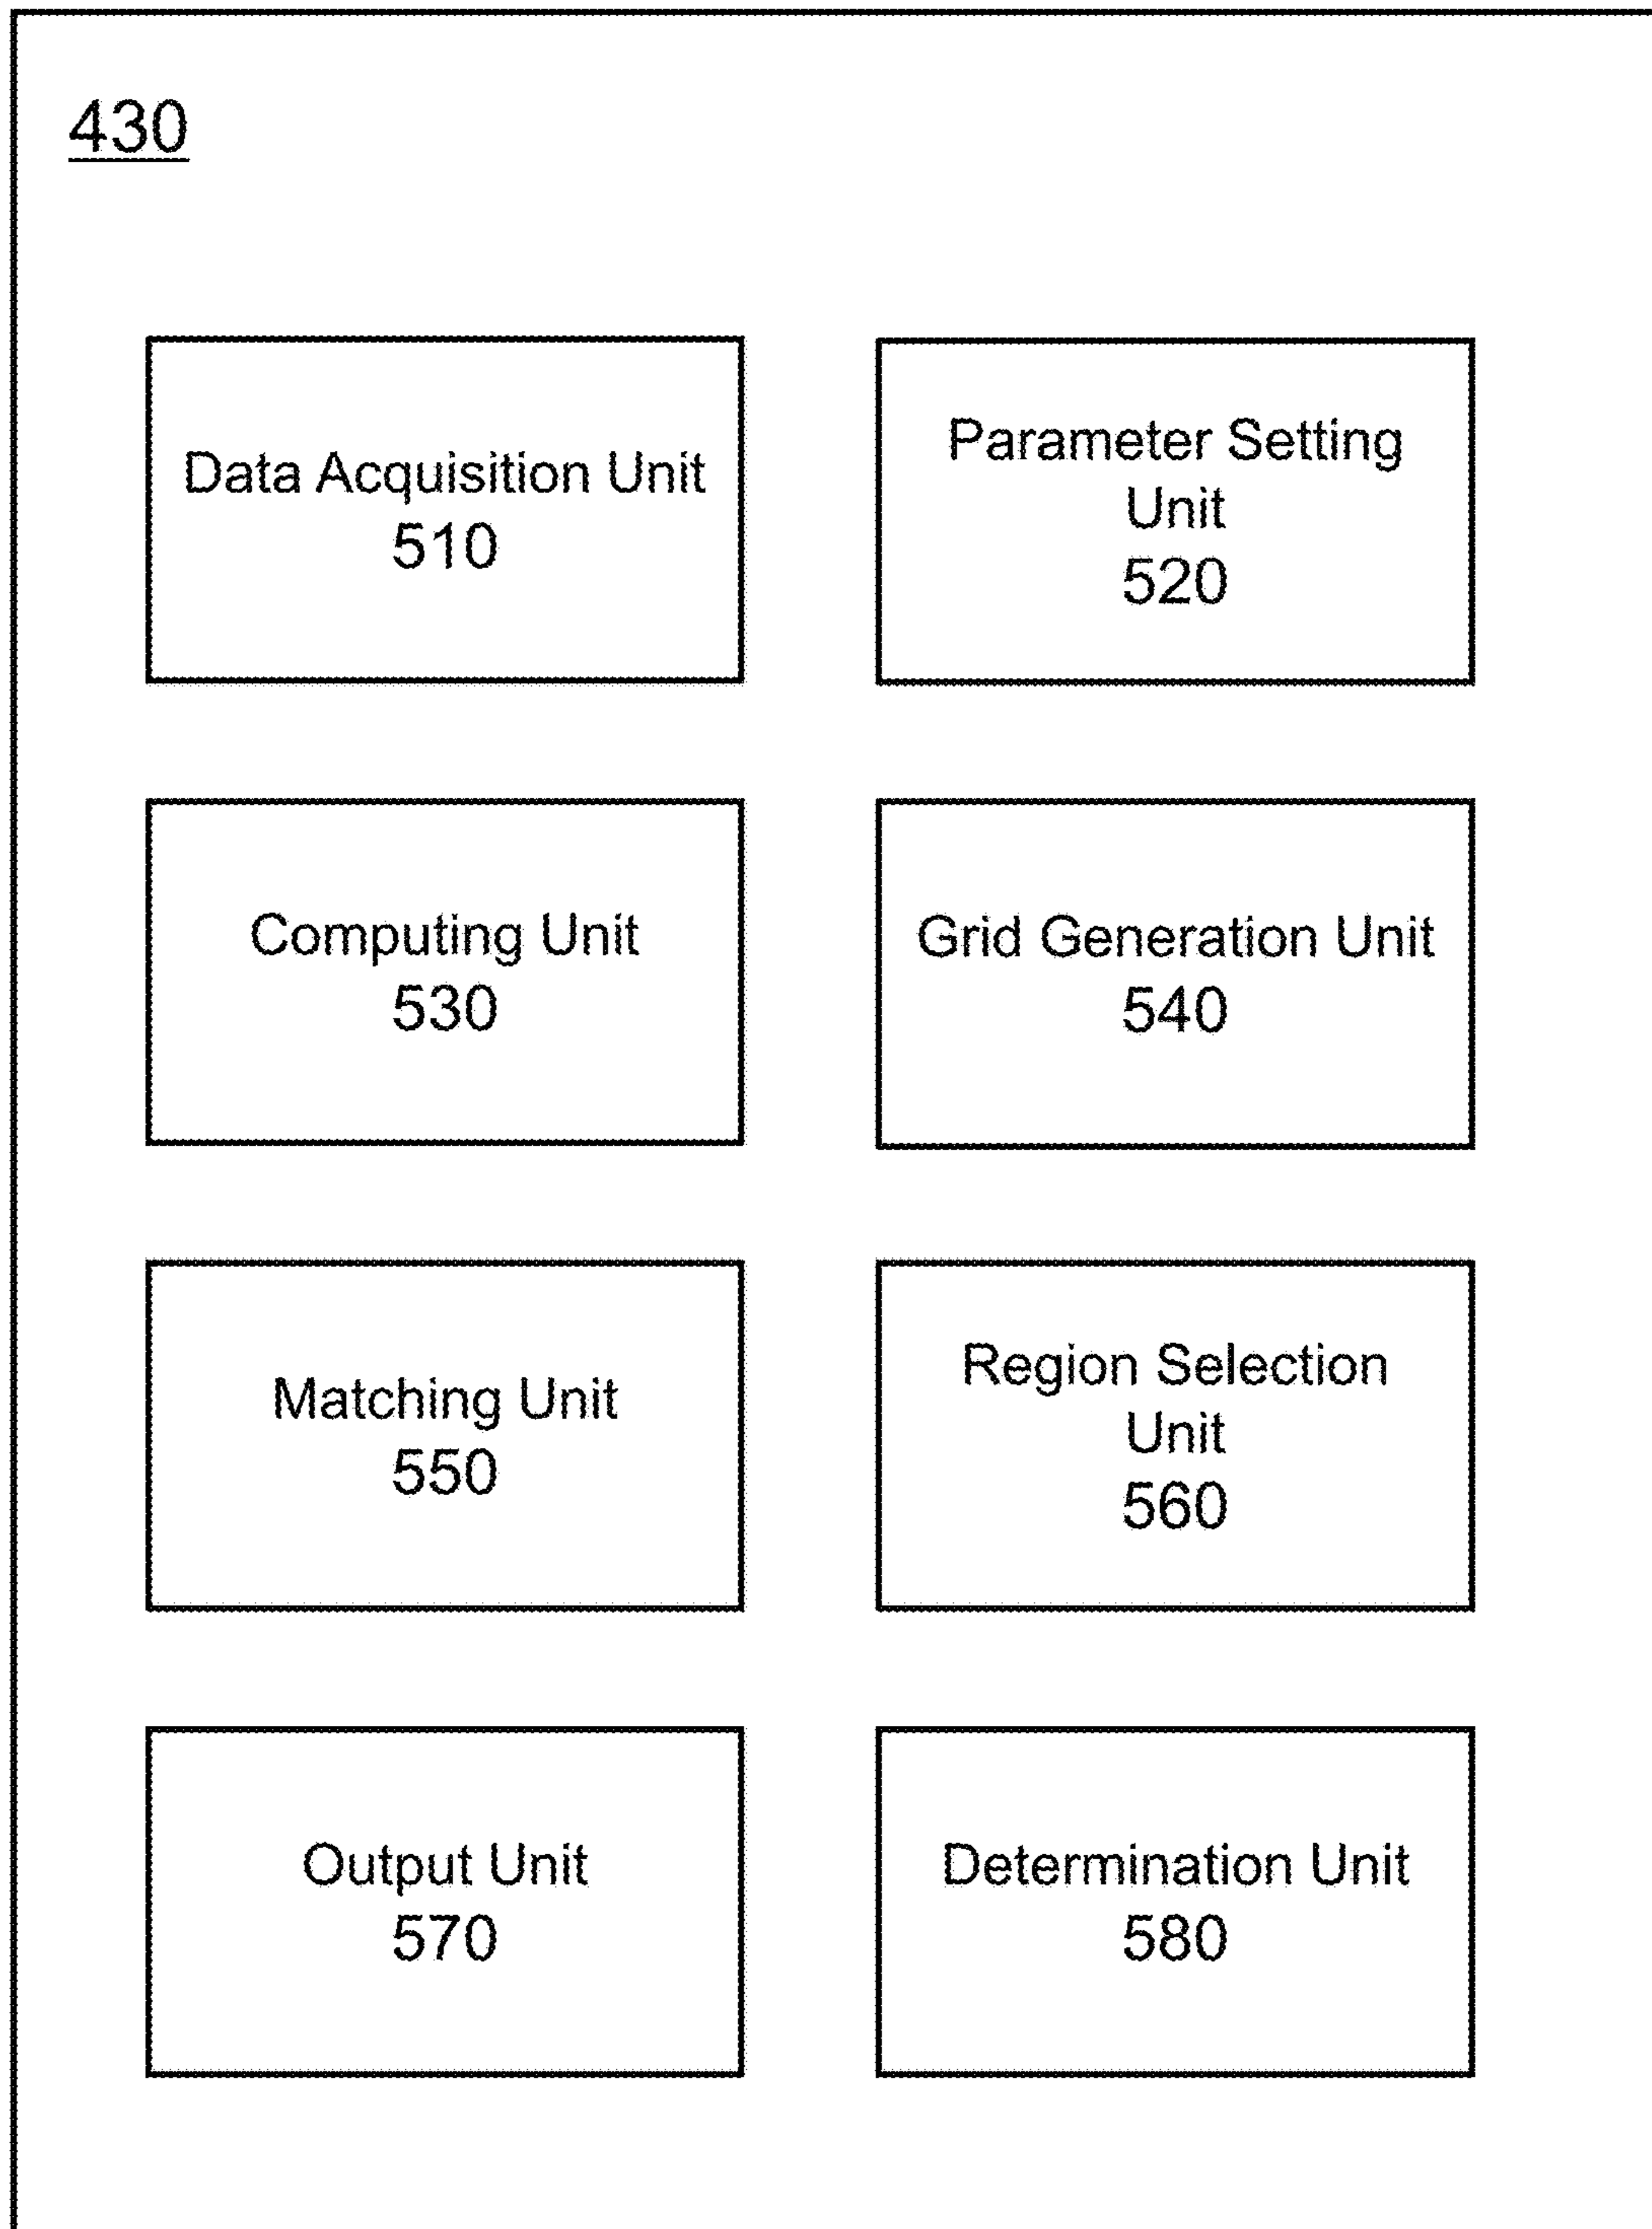 430
Data Acquisition Unit
510
Parameter Setting
Unit
520
Computing Unit
530
Grid Generation Unit
540
Matching Unit
550
Region Selection
Unit
560
Output Unit
570
Determination Unit
580